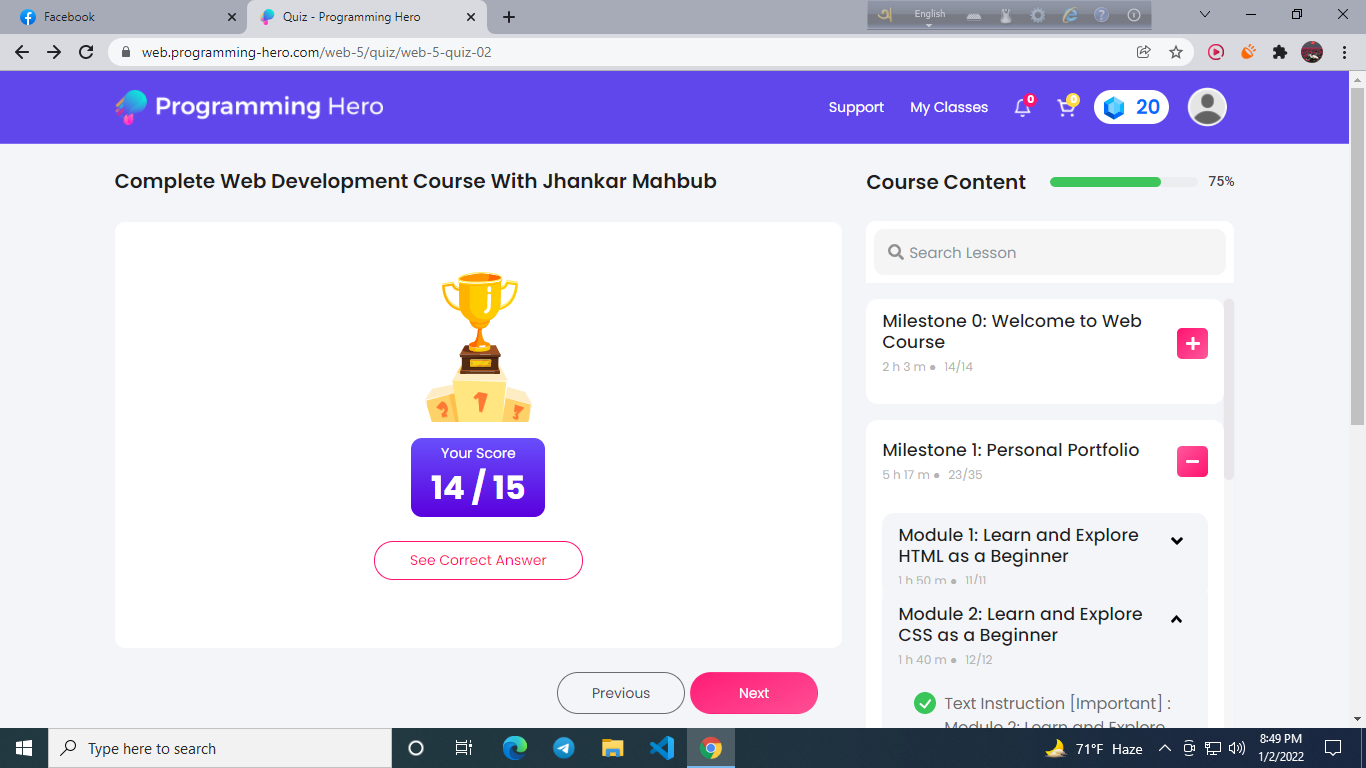 Facebook
Quiz - Programming Hero
English
web.programming-hero.com/web-5/quiz/web-5-quiz-02
Programming Hero
Support
My Classes
0
0
20
Complete Web Development Course With Jhankar Mahbub
Your Score
14 / 15
See Correct Answer
Previous
Next
Course Content
75%
Search Lesson
Milestone 0: Welcome to Web
Course
2 h 3 m ● 14/14
Milestone 1: Personal Portfolio
5 h 17 m ● 23/35
Module 1: Learn and Explore
HTML as a Beginner
1 h 50 m ● 11/11
Module 2: Learn and Explore
CSS as a Beginner
1 h 40 m ● 12/12
Text Instruction [Important] :
Module 2: Learn and Explore
Type here to search
71°F Haze
8:49 PM
1/2/2022